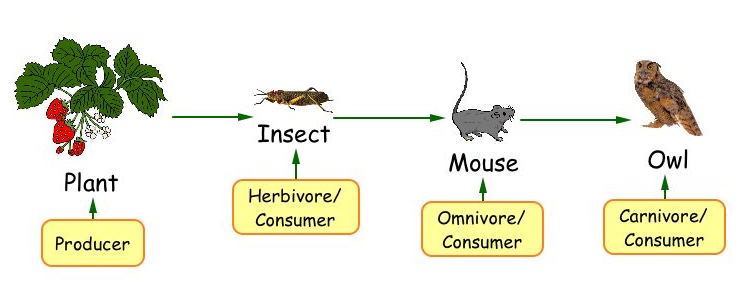 Plant
Insect
Mouse
Owl
Producer
Herbivore/
Consumer
Omnivore/
Consumer
Carnivore/
Consumer